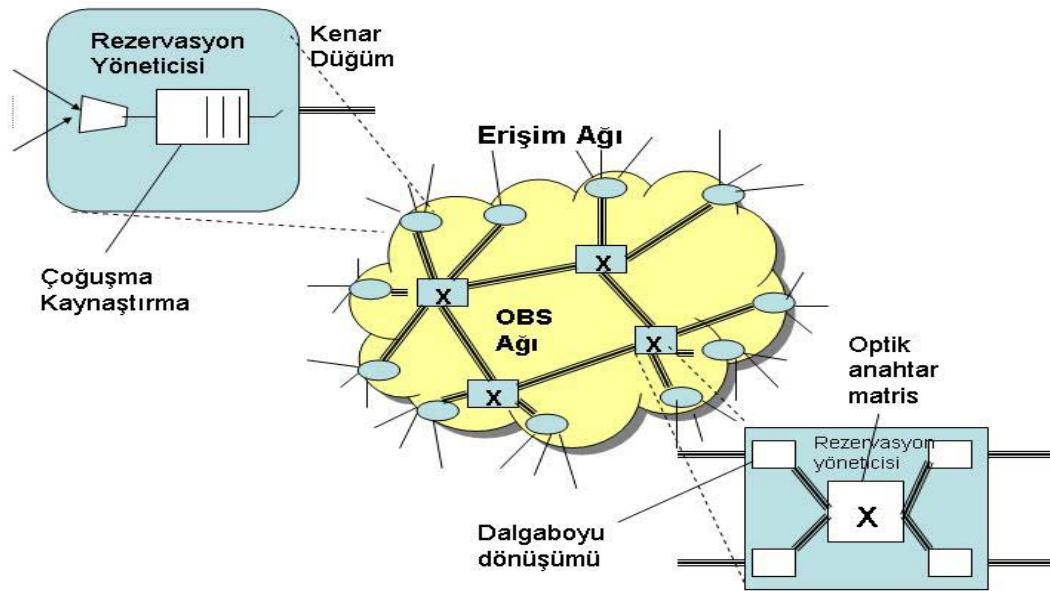 Rezervasyon
Yöneticisi
Kenar
Düğüm
Erişim Ağı
Çoğuşma
Kaynaştırma
X
X
OBS
Ağı
X
X
Optik
anahtar
matris
Rezervasyon
yöneticisi
X
Dalgaboyu
dönüşümü